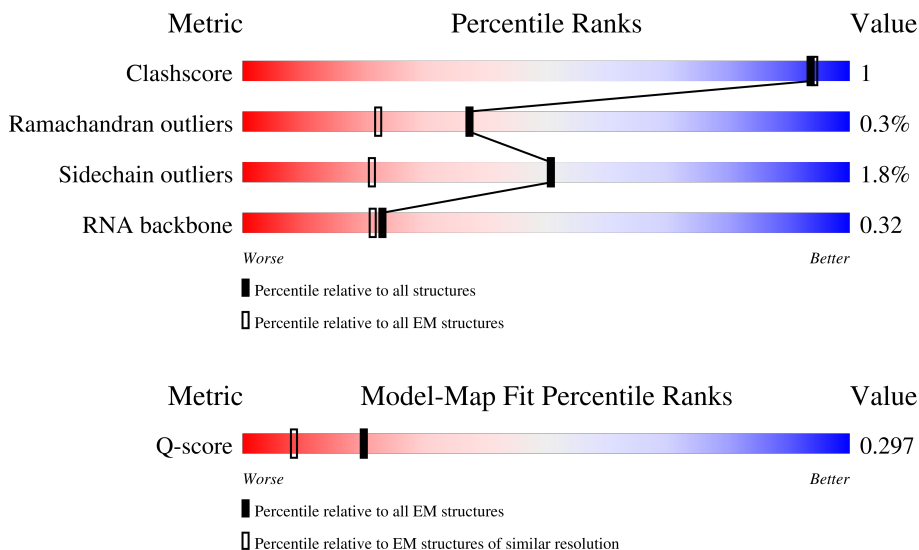 Metric Percentile Ranks Value
Clashscore 1
Ramachandran outliers 0.3%
Sidechain outliers 1.8%
RNA backbone 0.32
Worse Better
Percentile relative to all structures
Percentile relative to all EM structures
Metric Model-Map Fit Percentile Ranks Value
Q-score 0.297
Worse Better
Percentile relative to all EM structures
Percentile relative to EM structures of similar resolution